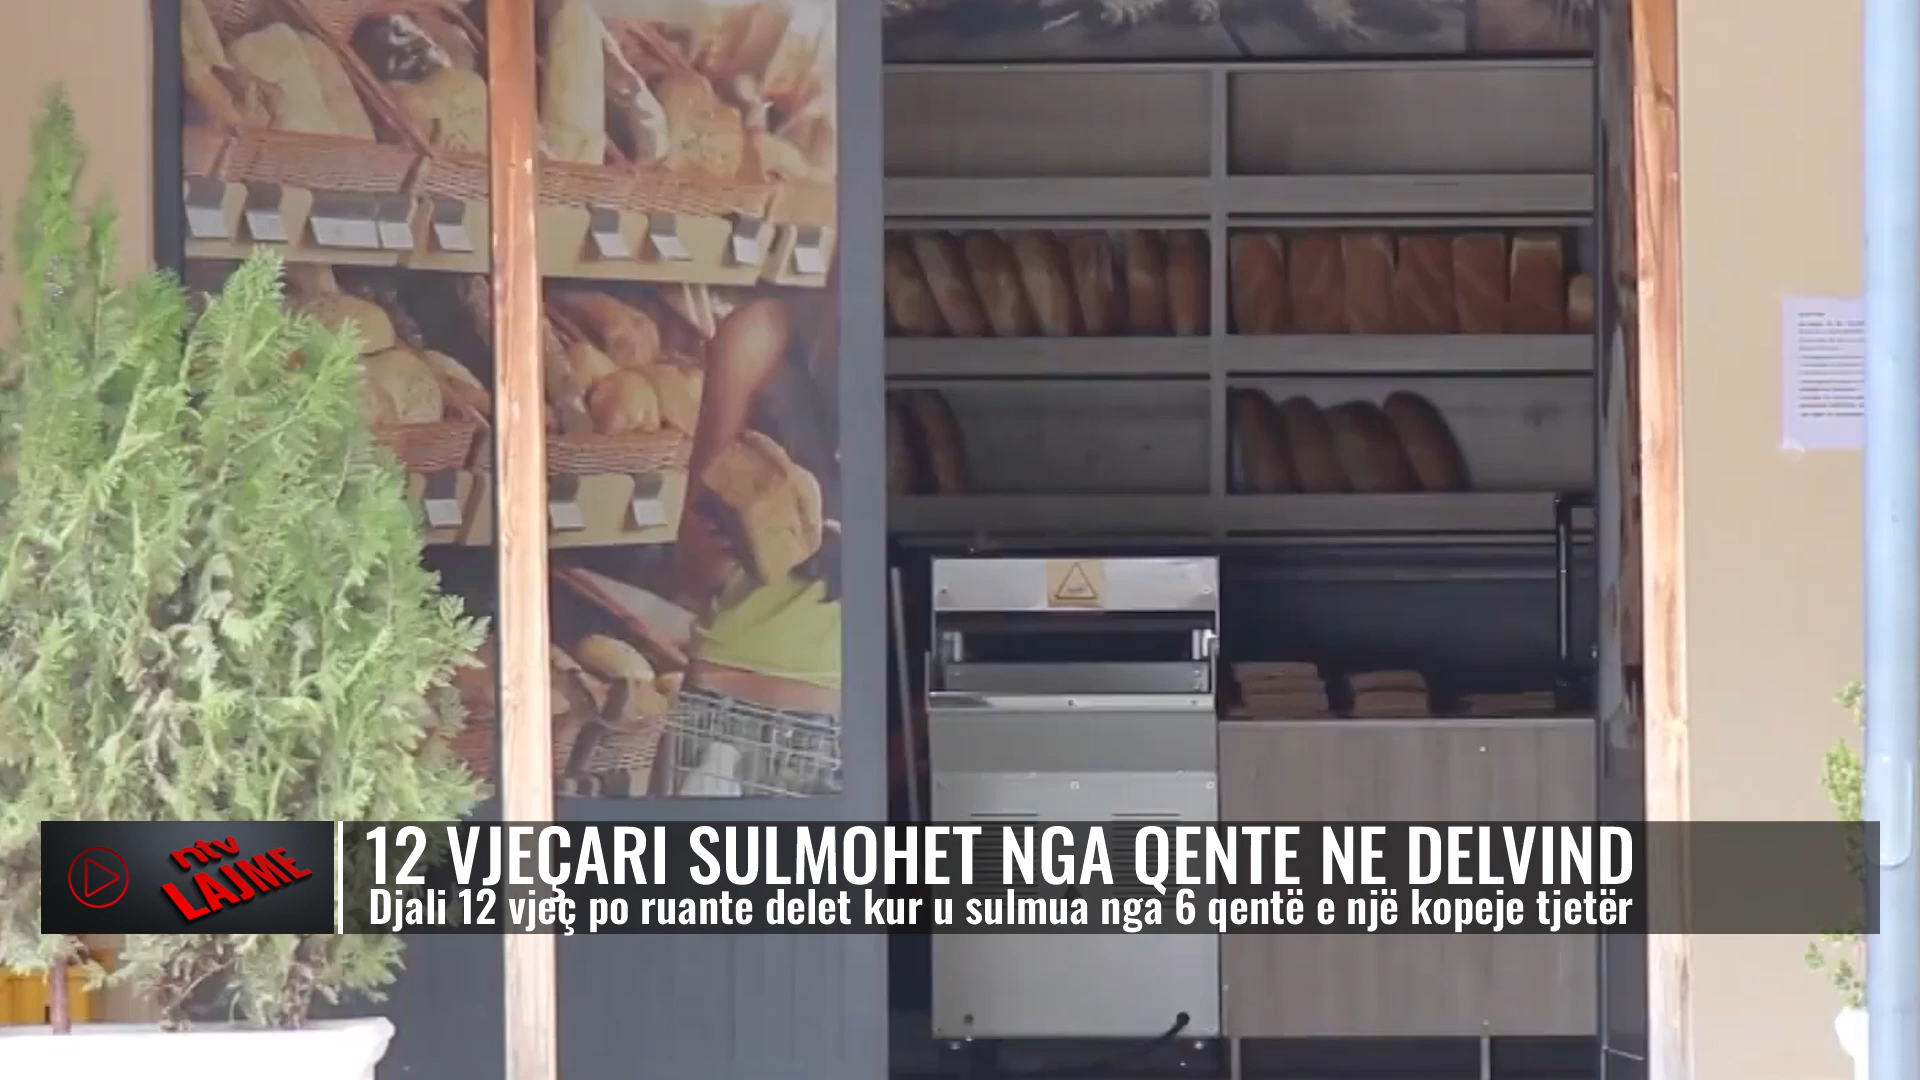 12 VJEÇARI SULMOHET NGA QENTE NE DELVIND
Djali 12 vjeç po ruante delet kur u sulmua nga 6 qentë e një kopeje tjetër
ntv
LAJME